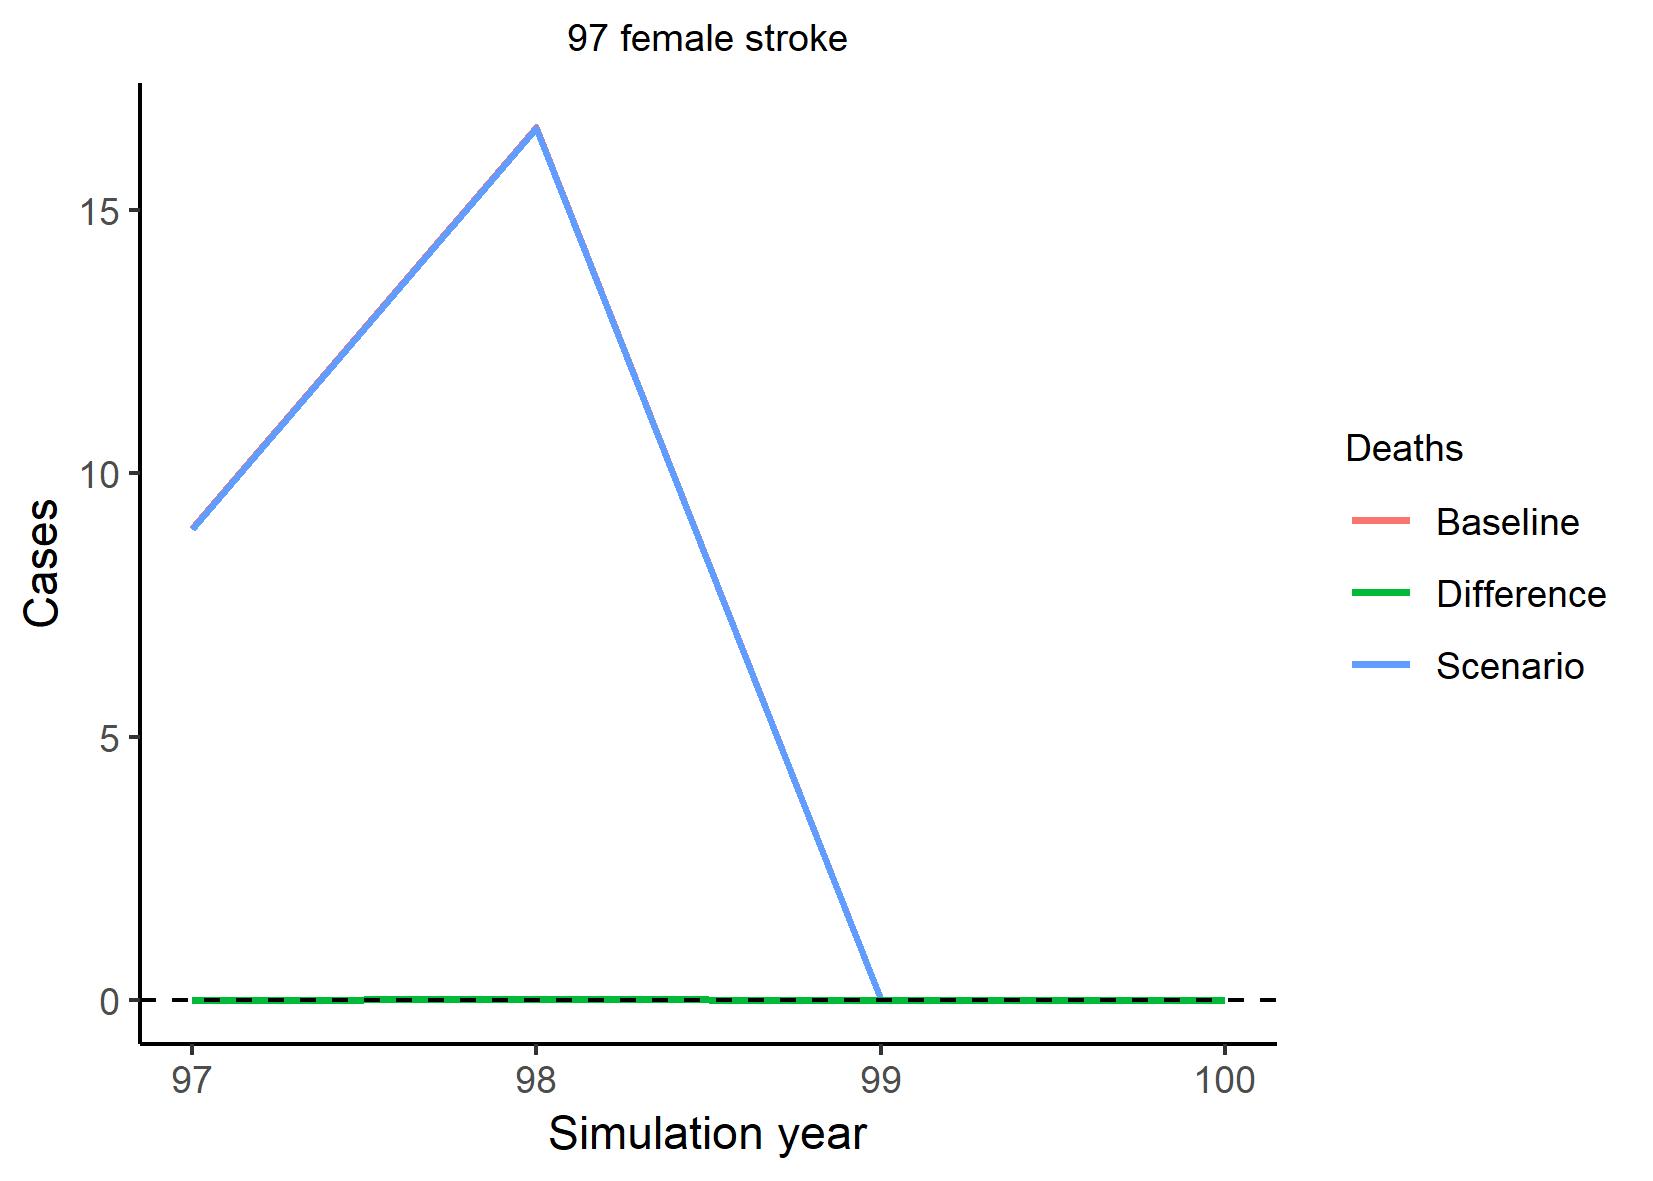 97 female stroke
Cases
15
10
5
0
97 98 99 100
Simulation year
Deaths
Baseline
Difference
Scenario